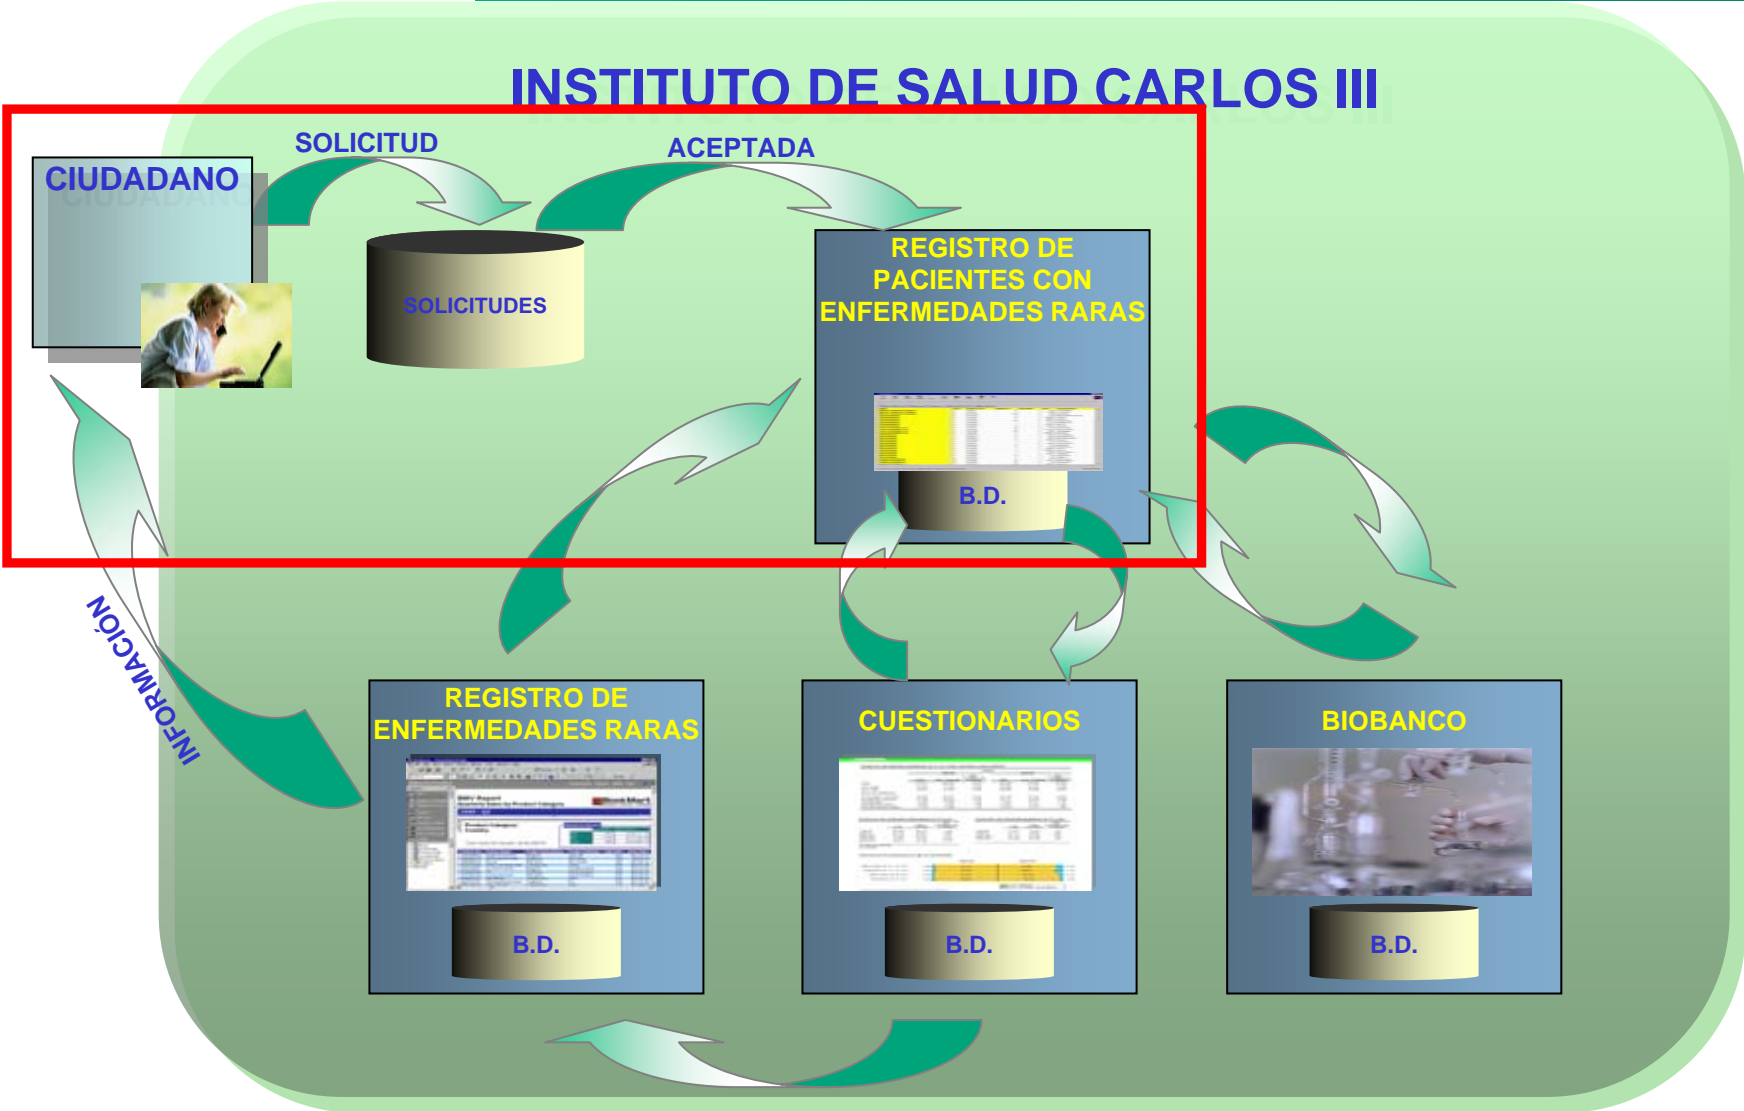 INSTITUTO DE SALUD CARLOS III
SOLICITUD
ACEPTADA
CIUDADANO
SOLICITUDES
REGISTRO DE
PACIENTES CON
ENFERMEDADES RARAS
B.D.
INFORMACIÓN
REGISTRO DE
ENFERMEDADES RARAS
B.D.
CUESTIONARIOS
B.D.
BIOBANCO
B.D.